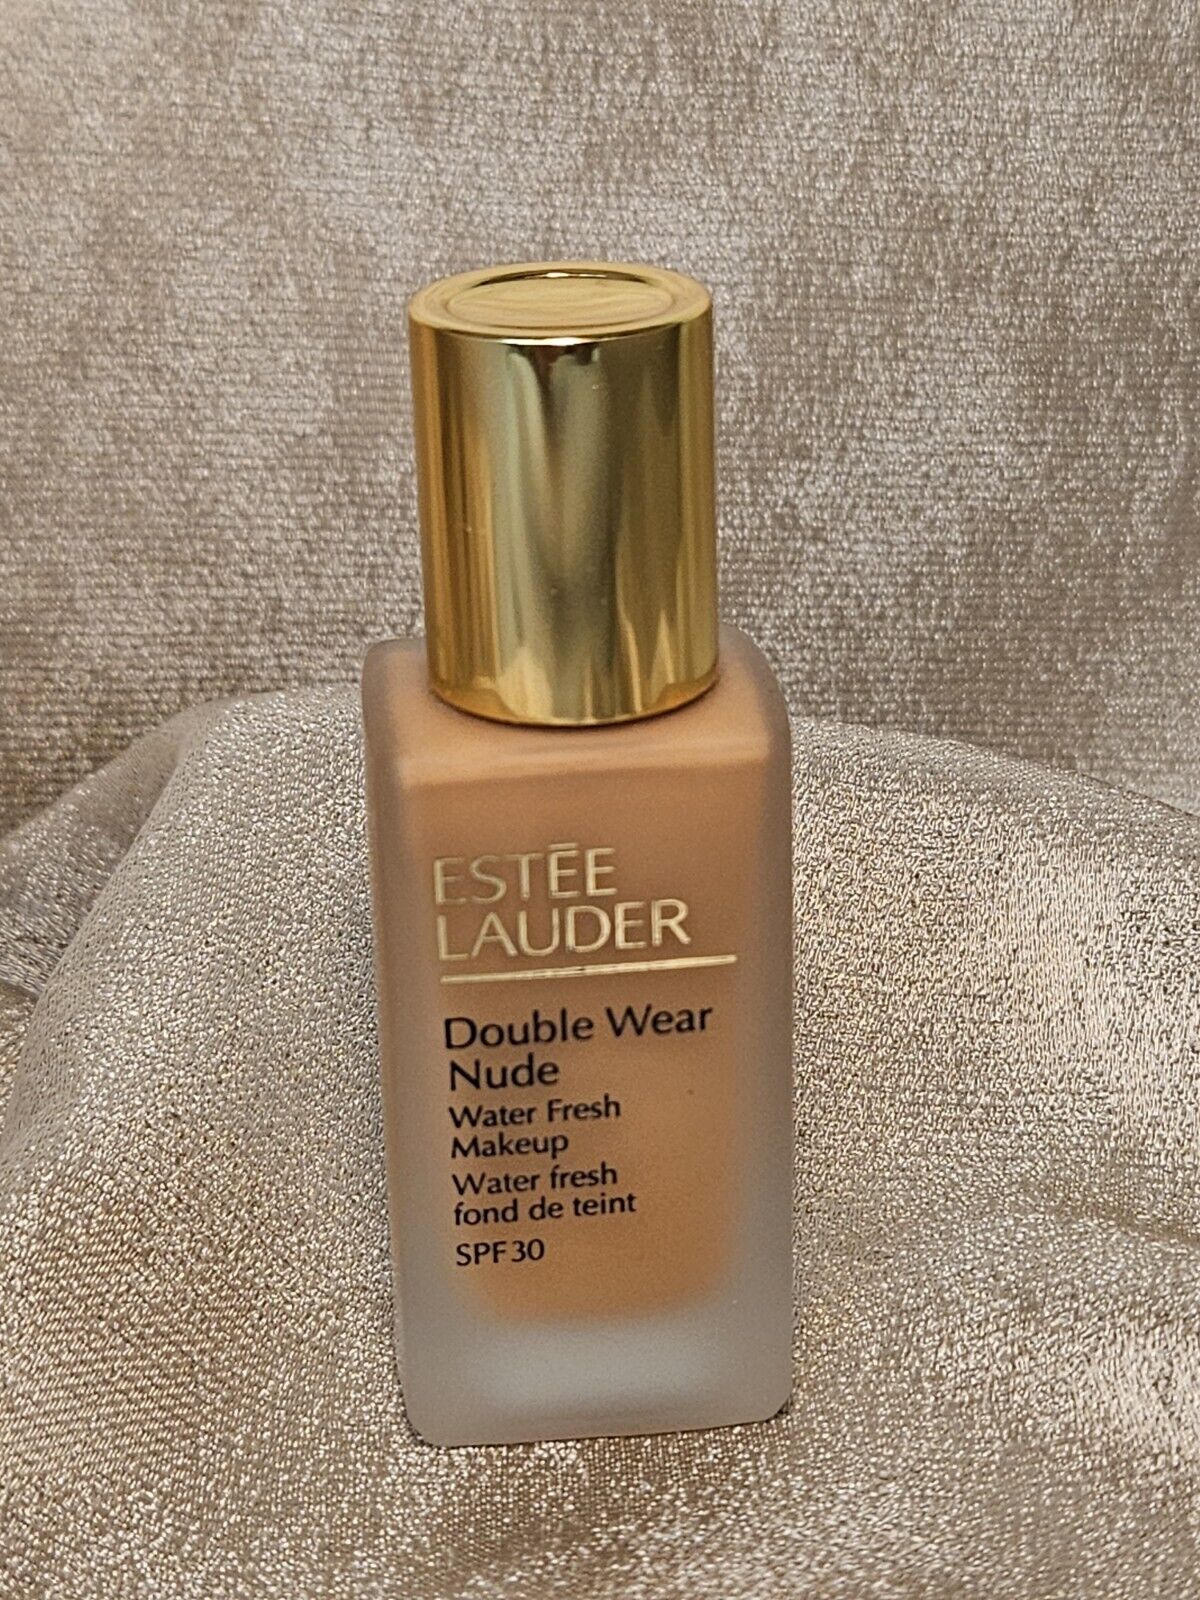 ESTĒE
LAUDER
Double Wear
Nude
Water Fresh
Makeup
Water fresh
fond de teint
SPF 30